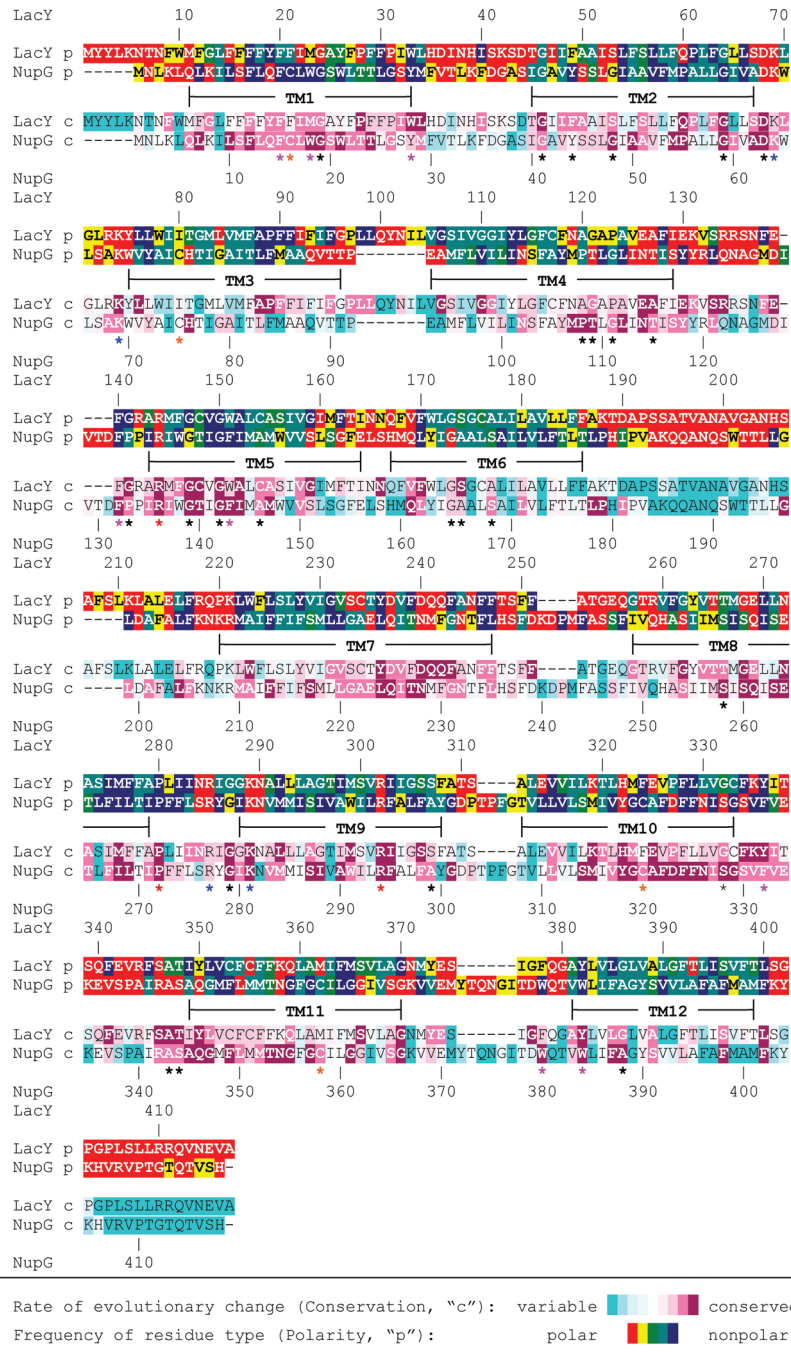 LacY
10 20 30 40 50 60 70
LacY p MYYLKNTNFWMFGLFFFFYFFIMGAYFPFFPIWLHDINHISKSDTGIIFAAISLFSLLFQPLFGLLSDKL
NupG p -----MNLKLQLKILSFLQFCLWGSWLTTLGSYMFVTLKFDGASIGAVYSSLGIAAVFMPALLGIVADKW
TM1 TM2
LacY c MYYLKNTNFWMFGLFFFFYFFIMGAYFPFFPIWLHDINHISKSDTGIIFAAISLFSLLFQPLFGLLSDKL
NupG c -----MNLKLQLKILSFLQFCLWGSWLTTLGSYMFVTLKFDGASIGAVYSSLGIAAVFMPALLGIVADKW
* * * * * * * * * * *
NupG 10 20 30 40 50 60
LacY
80 90 100 110 120 130
LacY p GLRKYLLWIITGMLVMFAPFFIFIFGPLLQYNILVGSIVGGIYLGFCFNAGAPAVEAFIEKVSRRSNFE-
NupG p LSAKWVYAICHTIGAITLFMAAQVTTP-------EAMFLVILINSFAYMPTLGLINTISYYRLQNAGMDI
TM3 TM4
LacY c GLRKYLLWIITGMLVMFAPFFIFIFGPLLQYNILVGSIVGGIYLGFCFNAGAPAVEAFIEKVSRRSNFE-
NupG c LSAKWVYAICHTIGAITLFMAAQVTTP-------EAMFLVILINSFAYMPTLGLINTISYYRLQNAGMDI
* * ** * *
70 80 90 100 110 120
NupG
LacY
140 150 160 170 180 190 200
LacY p ---FGRARMFGCVGWALCASIVGIMFTINNQFVFWLGSGCALILAVLLFFAKTDAPSSATVANAVGANHS
NupG p VTDFPPIRIWGTIGFIMAMWVVSLSGFELSHMQLYIGAALSAILVLFTLTLPHIPVAKQQANQSWTTLLG
TM5 TM6
LacY c ---FGRARMFGCVGWALCASIVGIMFTINNQFVFWLGSGCALILAVLLFFAKTDAPSSATVANAVGANHS
NupG c VTDFPPIRIWGTIGFIMAMWVVSLSGFELSHMQLYIGAALSAILVLFTLTLPHIPVAKQQANQSWTTLLG
** * * ** * ** *
130 140 150 160 170 180 190
NupG
LacY
210 220 230 240 250 260 270
LacY p AFSLKLALELFRQPKLWFLSLYVIGVSCTYDVFDQQFANFFTSFF----ATGEQGTRVFGYVTTMGELLN
NupG p ----LDAFALFKNKRMAIFFIFSMLLGAELQITNMFGNTFLHSFDKDPMFASSFIVQHASIIMSISQISE
TM7 TM8
LacY c AFSLKLALELFRQPKLWFLSLYVIGVSCTYDVFDQQFANFFTSFF----ATGEQGTRVFGYVTTMGELLN
NupG c ----LDAFALFKNKRMAIFFIFSMLLGAELQITNMFGNTFLHSFDKDPMFASSFIVQHASIIMSISQISE
*
200 210 220 230 240 250 260
NupG
LacY
280 290 300 310 320 330
LacY p ASIMFFAPLIINRIGGKNALLLAGTIMSVRIIGSSFATS----ALEVVILKTLHMFEVPFLLVGCFKYIT
NupG p TLFILTIPFFLSRYGIKNVMMISIVAWILRFALFAYGDPTPFGTVLLVLSMIVYGCAFDFFNISGSVFVE
TM9 TM10
LacY c ASIMFFAPLIINRIGGKNALLLAGTIMSVRIIGSSFATS----ALEVVILKTLHMFEVPFLLVGCFKYIT
NupG c TLFILTIPFFLSRYGIKNVMMISIVAWILRFALFAYGDPTPFGTVLLVLSMIVYGCAFDFFNISGSVFVE
* * * * * * * * *
270 280 290 300 310 320 330
NupG
LacY
340 350 360 370 380 390 400
LacY p SQFEVRFSATIYLVCFCFFKQLAMIFMSVLAGNMYES------IGFQGAYLVLGLVALGFTLISVFTLSG
NupG p KEVSPAIRASAQGMFLMMTNGFGCILGGIVSGKVVEMYTQNGITDWQTVWLIFAGYSVVLAFAFMAMFKY
TM11 TM12
LacY c SQFEVRFSATIYLVCFCFFKQLAMIFMSVLAGNMYES------IGFQGAYLVLGLVALGFTLISVFTLSG
NupG c KEVSPAIRASAQGMFLMMTNGFGCILGGIVSGKVVEMYTQNGITDWQTVWLIFAGYSVVLAFAFMAMFKY
** * * * *
NupG 340 350 360 370 380 390 400
LacY 410
LacY p PGPLSLLRRQVNEVA
NupG p KHVRVPTGTQTVSH-
LacY c PGPLSLLRRQVNEVA
NupG c KHVRVPTGTQTVSH-
NupG 410
Rate of evolutionary change (Conservation, “c”): variable conserved
Frequency of residue type (Polarity, “p”): polar nonpolar